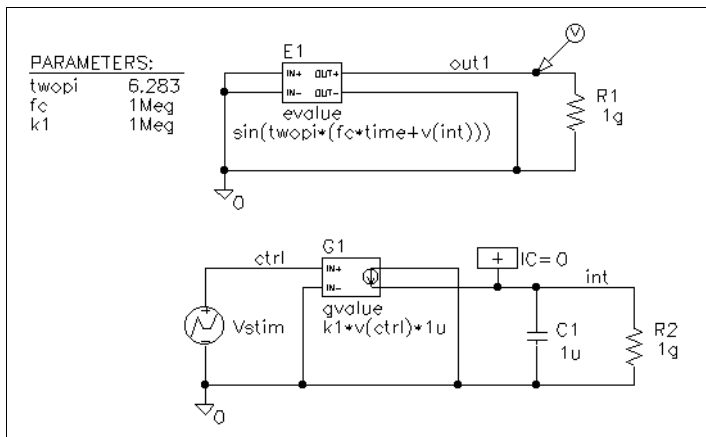 PARAMETERS:
twopi 6.283
fc 1Meg
k1 1Meg
E1
IN+ OUT+
IN- OUT-
evalue
sin(twopi*(fc*time+v(int)))
out1
V
R1
1g
0
ctrl
G1
IN+
IN-
gvalue
k1*v(ctrl)*1u
+
-
Vstim
+ IC=0
int
C1
1u
R2
1g
0